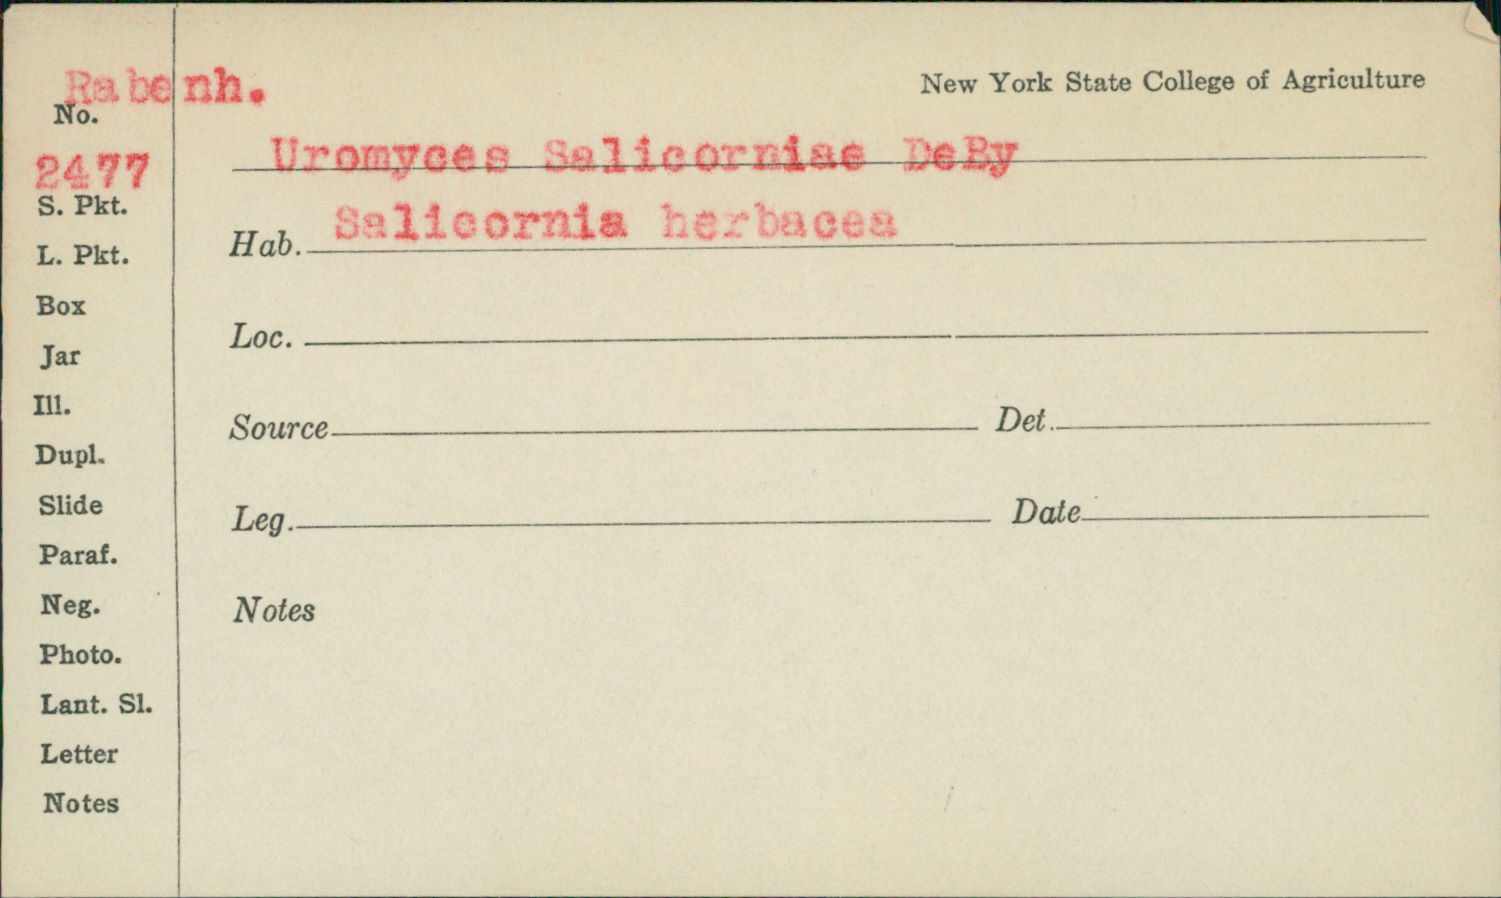 Rabenh.
New York State College of Agriculture
No.
2477
Uromyces Salicorniae DeBy
S. Pkt.
Hab. Salicornia herbacea
L. Pkt.
Box
Loc.
Jar
Ill.
Source Det.
Dupl.
Slide
Leg. Date
Paraf.
Neg.
Notes
Photo.
Lant. Sl.
Letter
Notes